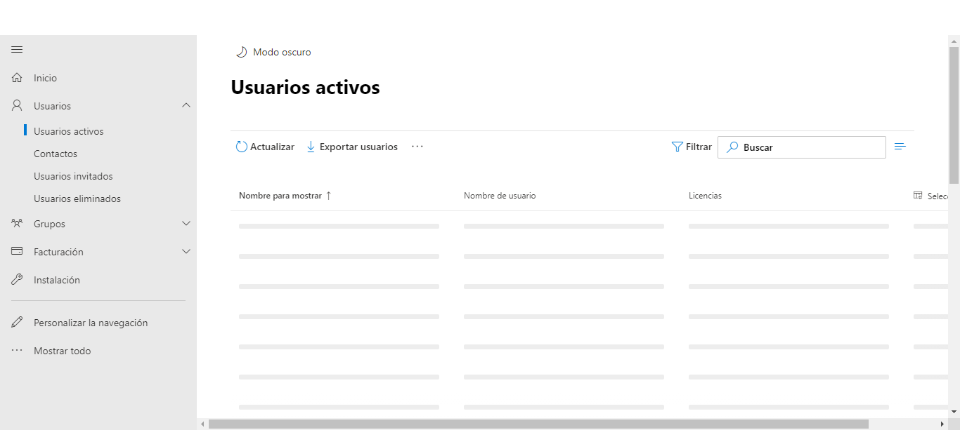 Modo oscuro
Inicio
Usuarios activos
Usuarios
Usuarios activos
Contactos
Usuarios invitados
Usuarios eliminados
Grupos
Facturación
Instalación
Personalizar la navegación
Mostrar todo
Actualizar Exportar usuarios Filtrar Buscar
Nombre para mostrar ↑ Nombre de usuario Licencias Selecc